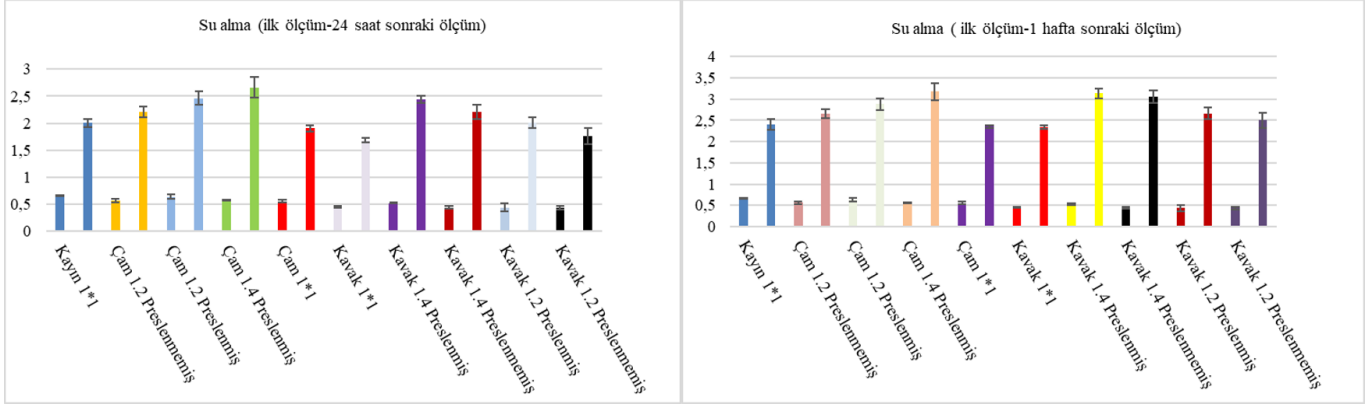 Su alma (ilk ölçüm-24 saat sonraki ölçüm)
3
2,5
2
1,5
1
0,5
0
Kayın 1*1
Çam 1.2 Preslenmemiş
Çam 1.2 Preslenmiş
Çam 1.4 Preslenmiş
Çam 1*1
Kavak 1*1
Kavak 1.4 Preslenmiş
Kavak 1.4 Preslenmemiş
Kavak 1.2 Preslenmiş
Kavak 1.2 Preslenmemiş
Su alma ( ilk ölçüm-1 hafta sonraki ölçüm)
4
3,5
3
2,5
2
1,5
1
0,5
0
Kayın 1*1
Çam 1.2 Preslenmemiş
Çam 1.2 Preslenmiş
Çam 1.4 Preslenmiş
Çam 1*1
Kavak 1*1
Kavak 1.4 Preslenmiş
Kavak 1.4 Preslenmemiş
Kavak 1.2 Preslenmiş
Kavak 1.2 Preslenmemiş